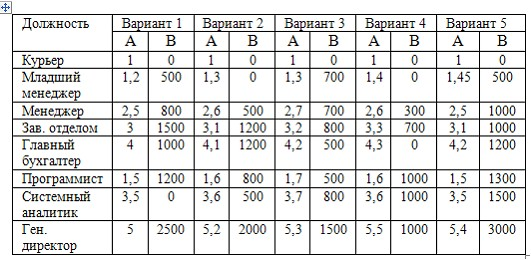 Должность Вариант 1 Вариант 2 Вариант 3 Вариант 4 Вариант 5
А В А В А В А В А В
Курьер 1 0 1 0 1 0 1 0 1 0
Младший 1,2 500 1,3 0 1,3 700 1,4 0 1,45 500
менеджер
Менеджер 2,5 800 2,6 500 2,7 700 2,6 300 2,5 1000
Зав. отделом 3 1500 3,1 1200 3,2 800 3,3 700 3,1 1000
Главный 4 1000 4,1 1200 4,2 500 4,3 0 4,2 1200
бухгалтер
Программист 1,5 1200 1,6 800 1,7 500 1,6 1000 1,5 1300
Системный 3,5 0 3,6 500 3,7 800 3,6 1000 3,5 1500
аналитик
Ген. 5 2500 5,2 2000 5,3 1500 5,5 1000 5,4 3000
директор